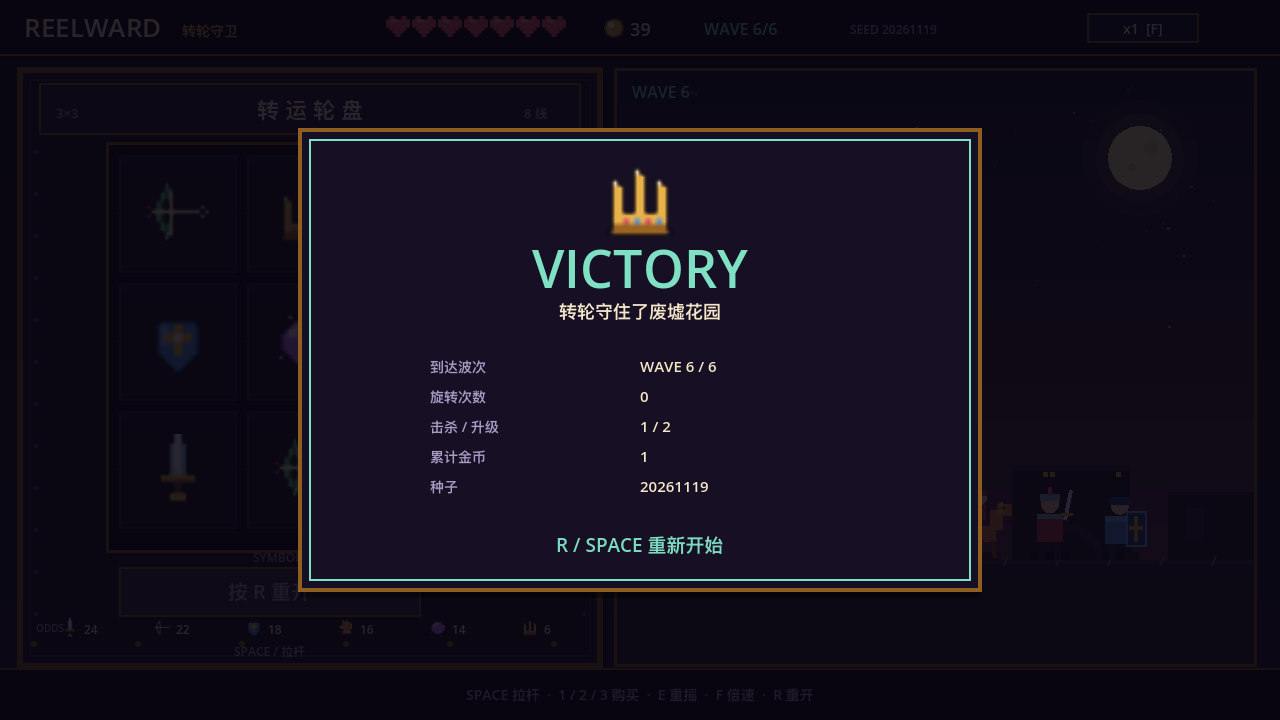 REELWARD 转轮守卫 39 WAVE 6/6 SEED 20261119 x1 [F]
3×3 转运轮盘 8 线
WAVE 6
VICTORY
转轮守住了废墟花园
到达波次 WAVE 6 / 6
旋转次数 0
击杀 / 升级 1 / 2
累计金币 1
种子 20261119
R / SPACE 重新开始
SYMBOL
按 R 重开
ODDS 24 22 18 16 14 6
SPACE / 拉杆
SPACE 拉杆 · 1 / 2 / 3 购买 · E 重摇 · F 倍速 · R 重开